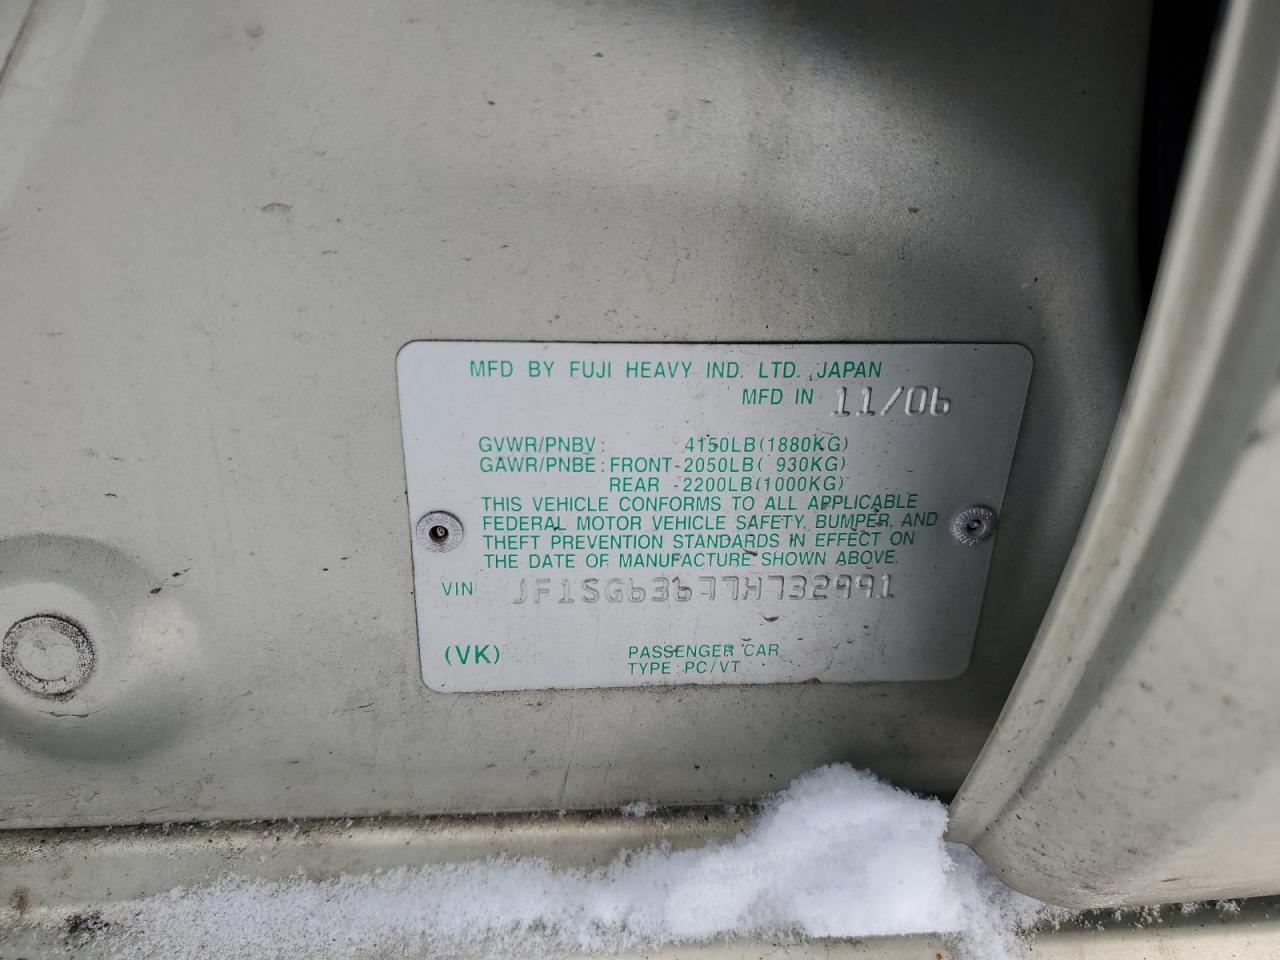 MFD BY FUJI HEAVY IND. LTD. JAPAN
MFD IN 11/06
GVWR/PNBV: 4150LB(1880KG)
GAWR/PNBE: FRONT-2050LB( 930KG)
REAR -2200LB(1000KG)
THIS VEHICLE CONFORMS TO ALL APPLICABLE
FEDERAL MOTOR VEHICLE SAFETY, BUMPER, AND
THEFT PREVENTION STANDARDS IN EFFECT ON
THE DATE OF MANUFACTURE SHOWN ABOVE.
VIN JF1SG63677H732991
(VK) PASSENGER CAR
TYPE:PC/VT